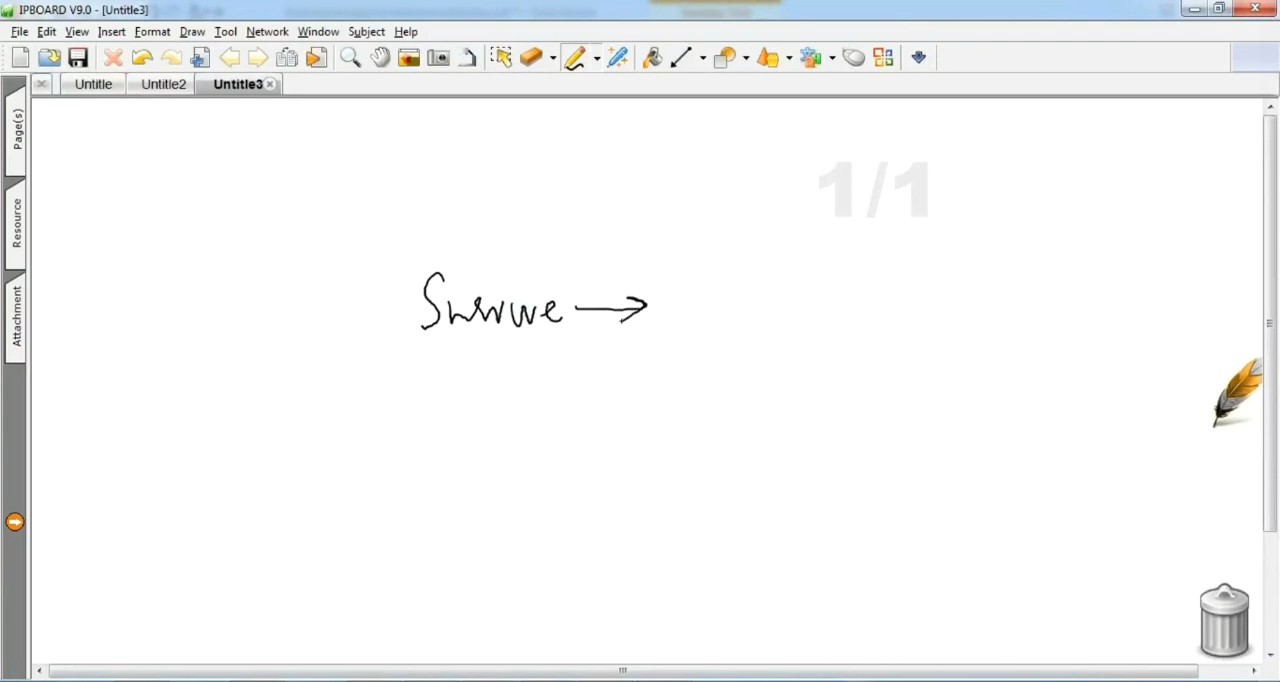 IPBOARD V9.0 - [Untitle3]
File Edit View Insert Format Draw Tool Network Window Subject Help
Untitle Untitle2 Untitle3
Page(s)
Resource
Attachment
1/1